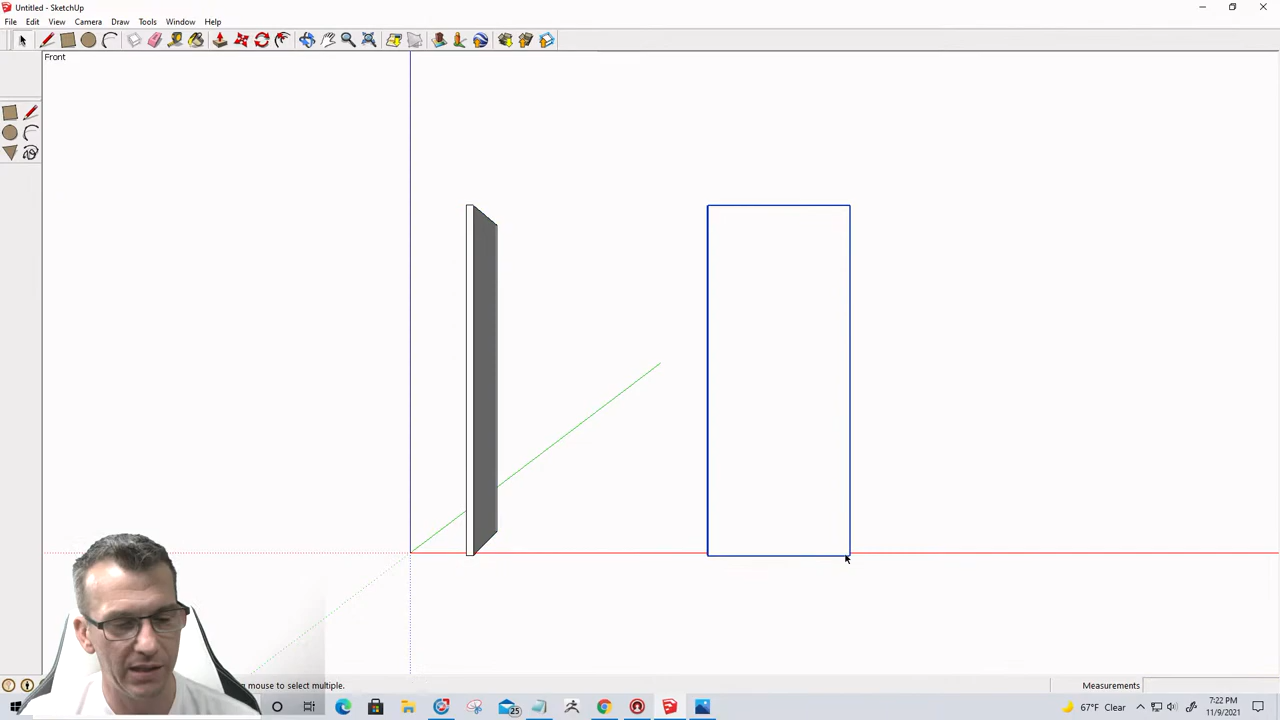 Untitled - SketchUp
File Edit View Camera Draw Tools Window Help
Front
mouse to select multiple.
Measurements
25
67°F Clear
7:22 PM
11/9/2021